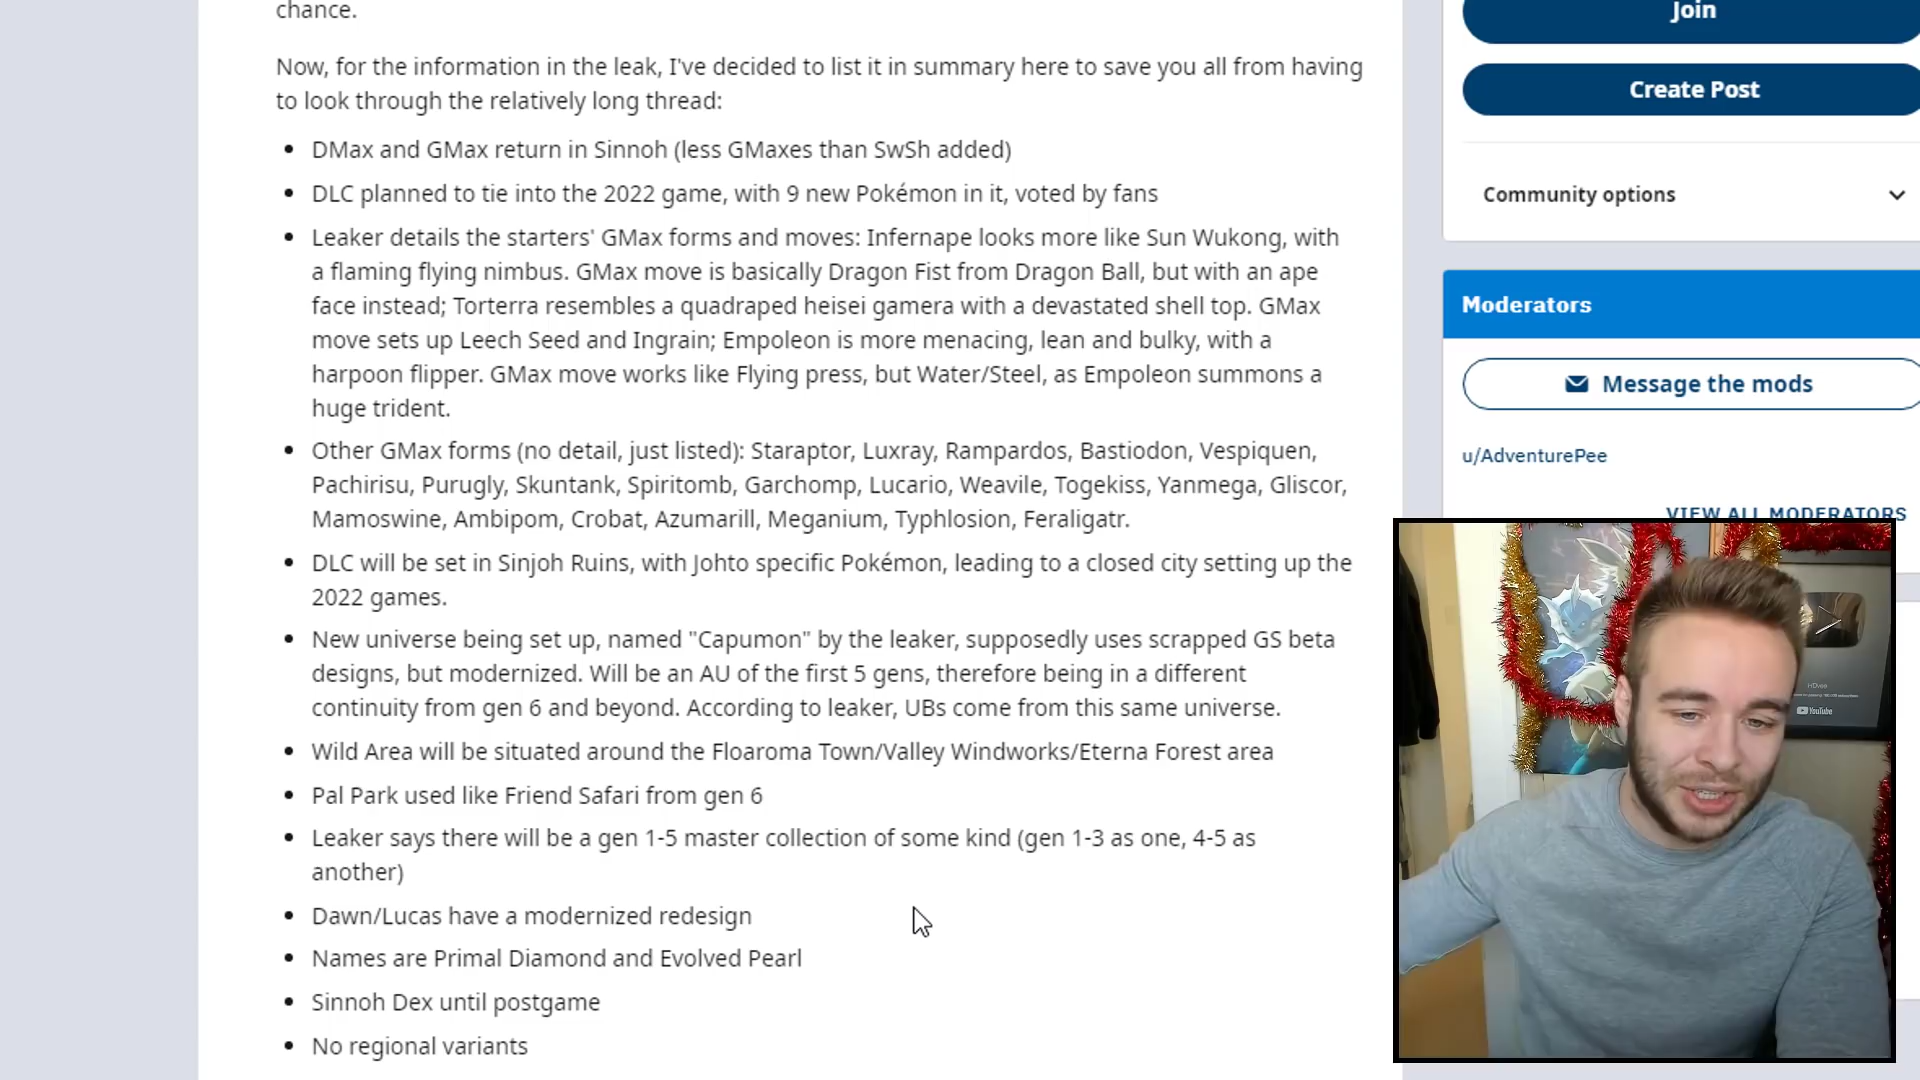 chance.
Now, for the information in the leak, I've decided to list it in summary here to save you all from having
to look through the relatively long thread:
• DMax and GMax return in Sinnoh (less GMaxes than SwSh added)
• DLC planned to tie into the 2022 game, with 9 new Pokémon in it, voted by fans
• Leaker details the starters' GMax forms and moves: Infernape looks more like Sun Wukong, with
a flaming flying nimbus. GMax move is basically Dragon Fist from Dragon Ball, but with an ape
face instead; Torterra resembles a quadraped heisei gamera with a devastated shell top. GMax
move sets up Leech Seed and Ingrain; Empoleon is more menacing, lean and bulky, with a
harpoon flipper. GMax move works like Flying press, but Water/Steel, as Empoleon summons a
huge trident.
• Other GMax forms (no detail, just listed): Staraptor, Luxray, Rampardos, Bastiodon, Vespiquen,
Pachirisu, Purugly, Skuntank, Spiritomb, Garchomp, Lucario, Weavile, Togekiss, Yanmega, Gliscor,
Mamoswine, Ambipom, Crobat, Azumarill, Meganium, Typhlosion, Feraligatr.
• DLC will be set in Sinjoh Ruins, with Johto specific Pokémon, leading to a closed city setting up the
2022 games.
• New universe being set up, named "Capumon" by the leaker, supposedly uses scrapped GS beta
designs, but modernized. Will be an AU of the first 5 gens, therefore being in a different
continuity from gen 6 and beyond. According to leaker, UBs come from this same universe.
• Wild Area will be situated around the Floaroma Town/Valley Windworks/Eterna Forest area
• Pal Park used like Friend Safari from gen 6
• Leaker says there will be a gen 1-5 master collection of some kind (gen 1-3 as one, 4-5 as
another)
• Dawn/Lucas have a modernized redesign
• Names are Primal Diamond and Evolved Pearl
• Sinnoh Dex until postgame
• No regional variants
Join
Create Post
Community options
Moderators
Message the mods
u/AdventurePee
VIEW ALL MODERATORS
HDvee
YouTube